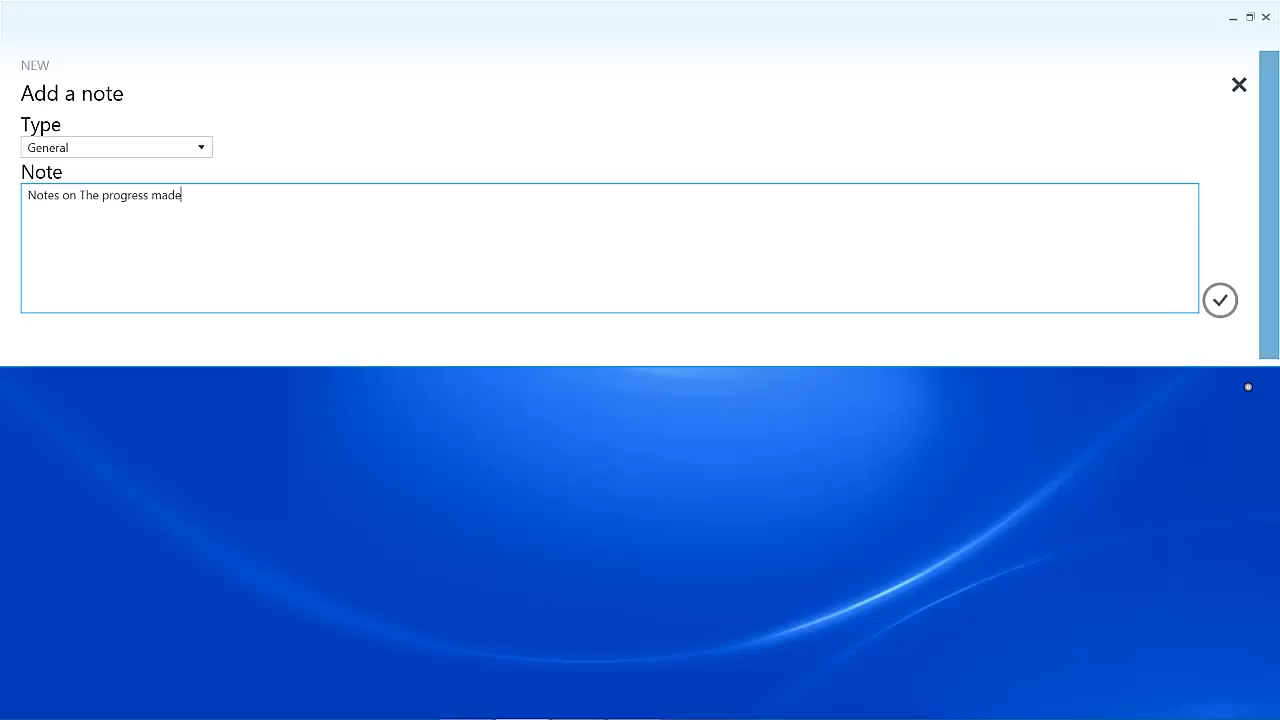 NEW
Add a note
Type
General
Note
Notes on The progress made